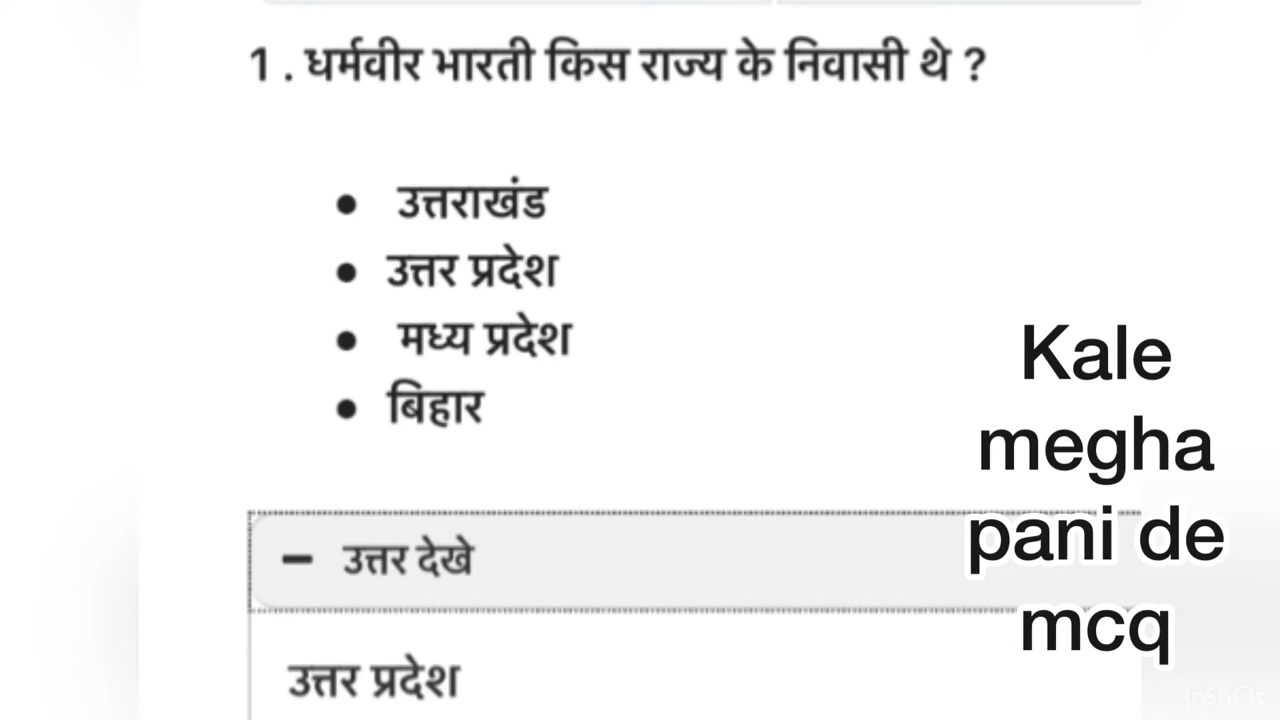 1. धर्मवीर भारती किस राज्य के निवासी थे ?
● उत्तराखंड
● उत्तर प्रदेश
● मध्य प्रदेश
● बिहार
− उत्तर देखे
उत्तर प्रदेश
Kale
megha
pani de
mcq
InShOt